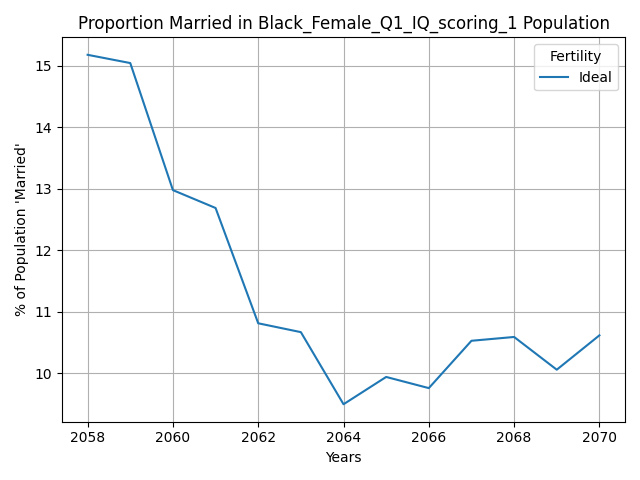 Proportion Married in Black_Female_Q1_IQ_scoring_1 Population
Fertility
Ideal
% of Population 'Married'
15
14
13
12
11
10
2058
2060
2062
2064
2066
2068
2070
Years